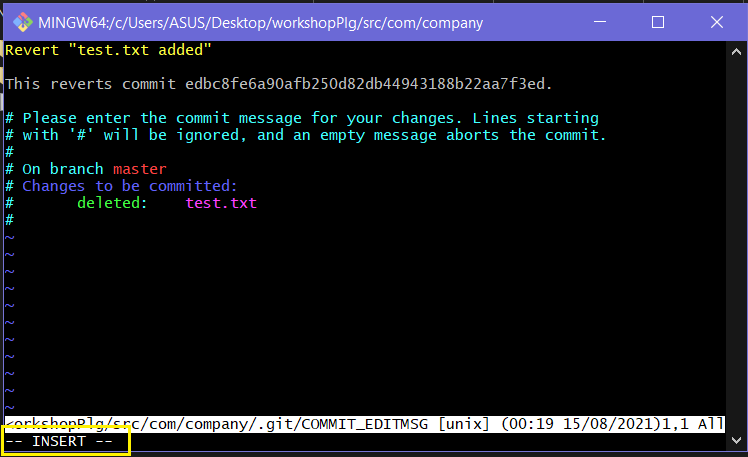 MINGW64:/c/Users/ASUS/Desktop/workshopPlg/src/com/company
Revert "test.txt added"
This reverts commit edbc8fe6a90afb250d82db44943188b22aa7f3ed.
# Please enter the commit message for your changes. Lines starting
# with '#' will be ignored, and an empty message aborts the commit.
#
# On branch master
# Changes to be committed:
#       deleted:    test.txt
#
~
~
~
~
~
~
~
~
~
~
~
<orkshopPlg/src/com/company/.git/COMMIT_EDITMSG [unix] (00:19 15/08/2021)1,1 All
-- INSERT --